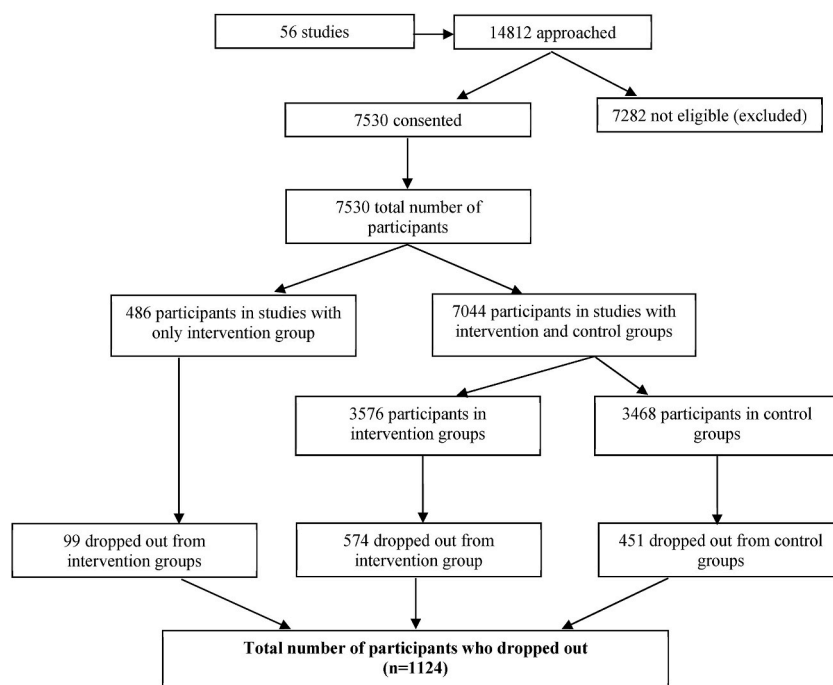 56 studies
14812 approached
7530 consented
7282 not eligible (excluded)
7530 total number of
participants
486 participants in studies with
only intervention group
7044 participants in studies with
intervention and control groups
3576 participants in
intervention groups
3468 participants in control
groups
99 dropped out from
intervention groups
574 dropped out from
intervention group
451 dropped out from control
groups
Total number of participants who dropped out
(n=1124)